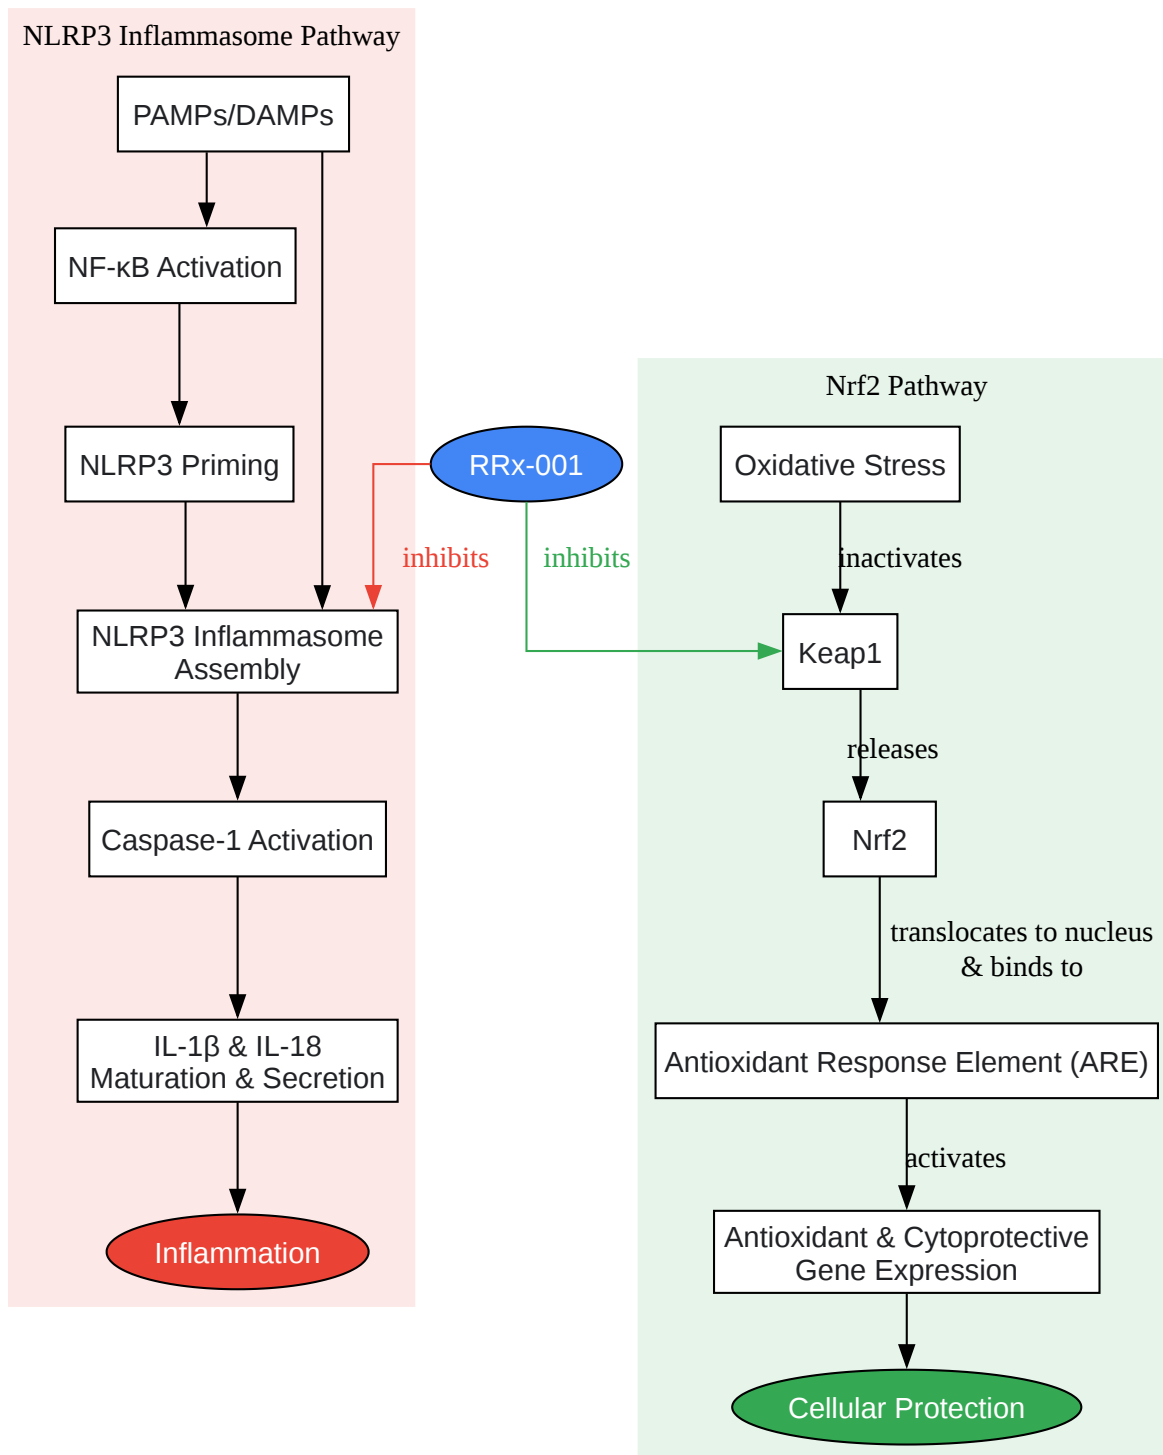 NLRP3 Inflammasome Pathway
PAMPs/DAMPs
NF-κB Activation
NLRP3 Priming
NLRP3 Inflammasome
Assembly
Caspase-1 Activation
IL-1β & IL-18
Maturation & Secretion
Inflammation
RRx-001
inhibits
inhibits
Nrf2 Pathway
Oxidative Stress
inactivates
Keap1
releases
Nrf2
translocates to nucleus
& binds to
Antioxidant Response Element (ARE)
activates
Antioxidant & Cytoprotective
Gene Expression
Cellular Protection